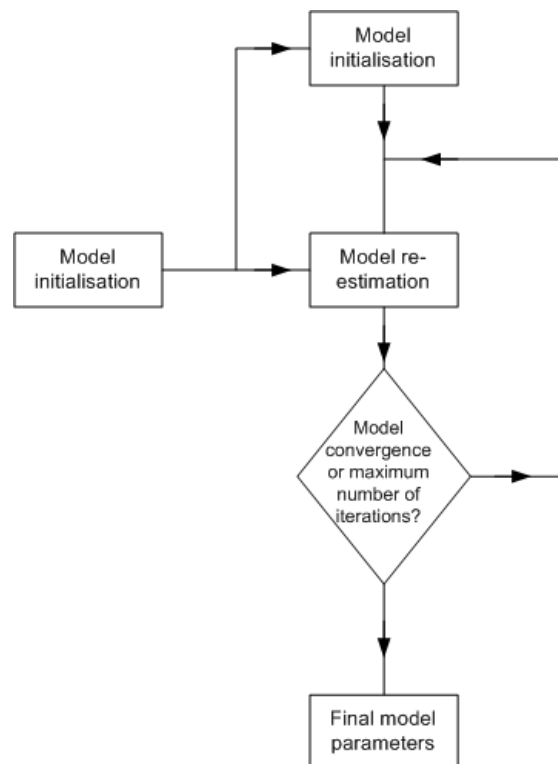 Model
initialisation
Model
initialisation
Model re-
estimation
Model
convergence
or maximum
number of
iterations?
Final model
parameters